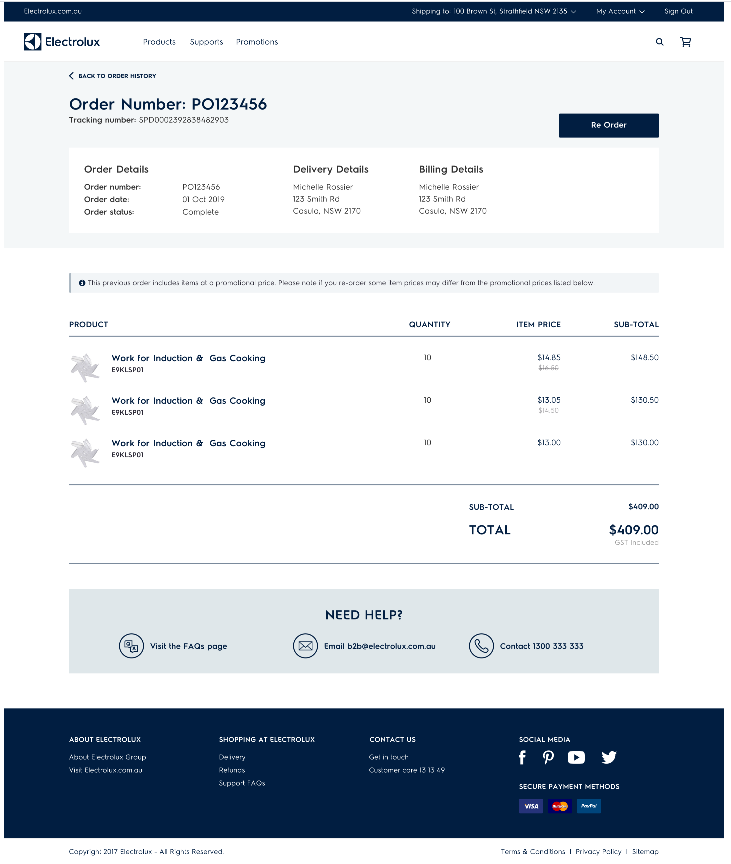 Electrolux.com.au
Shipping to: 100 Brown St, Strathfield NSW 2135
My Account
Sign Out
Electrolux
Products
Supports
Promotions
BACK TO ORDER HISTORY
Order Number: PO123456
Tracking number: SPD0002392838482903
Re Order
Order Details
Order number: PO123456
Order date: 01 Oct 2019
Order status: Complete
Delivery Details
Michelle Rossier
123 Smith Rd
Casula, NSW 2170
Billing Details
Michelle Rossier
123 Smith Rd
Casula, NSW 2170
This previous order includes items at a promotional price. Please note if you re-order some item prices may differ from the promotional prices listed below.
PRODUCT QUANTITY ITEM PRICE SUB-TOTAL
Work for Induction & Gas Cooking 10 $14.85 $148.50
E9KLSP01 $16.50
Work for Induction & Gas Cooking 10 $13.05 $130.50
E9KLSP01 $14.50
Work for Induction & Gas Cooking 10 $13.00 $130.00
E9KLSP01
SUB-TOTAL $409.00
TOTAL $409.00
GST Included
NEED HELP?
Visit the FAQs page
Email b2b@electrolux.com.au
Contact 1300 333 333
ABOUT ELECTROLUX
About Electrolux Group
Visit Electrolux.com.au
SHOPPING AT ELECTROLUX
Delivery
Refunds
Support FAQs
CONTACT US
Get in touch
Customer care 13 13 49
SOCIAL MEDIA
SECURE PAYMENT METHODS
VISA
MasterCard
PayPal
Copyright 2017 Electrolux - All Rights Reserved.
Terms & Conditions | Privacy Policy | Sitemap